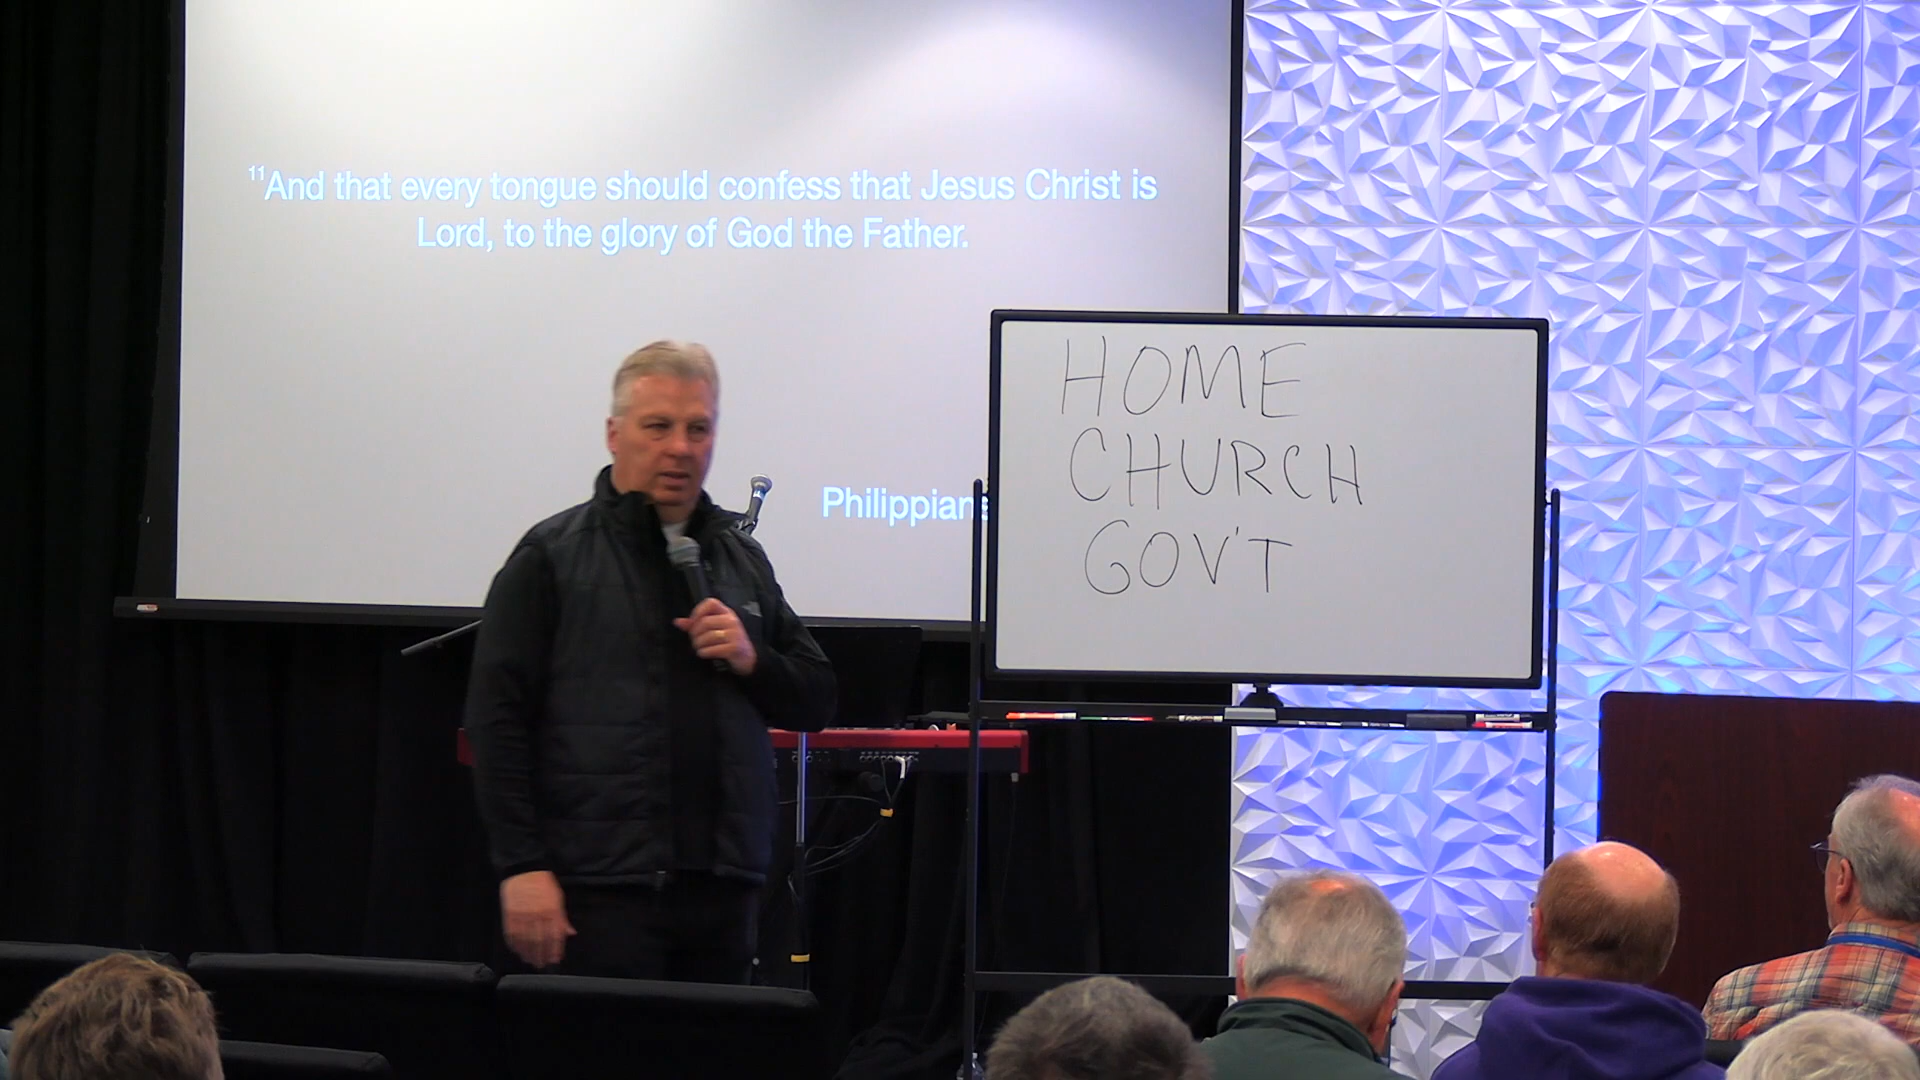 ¹¹And that every tongue should confess that Jesus Christ is
Lord, to the glory of God the Father.
Philippians
HOME
CHURCH
GOV'T